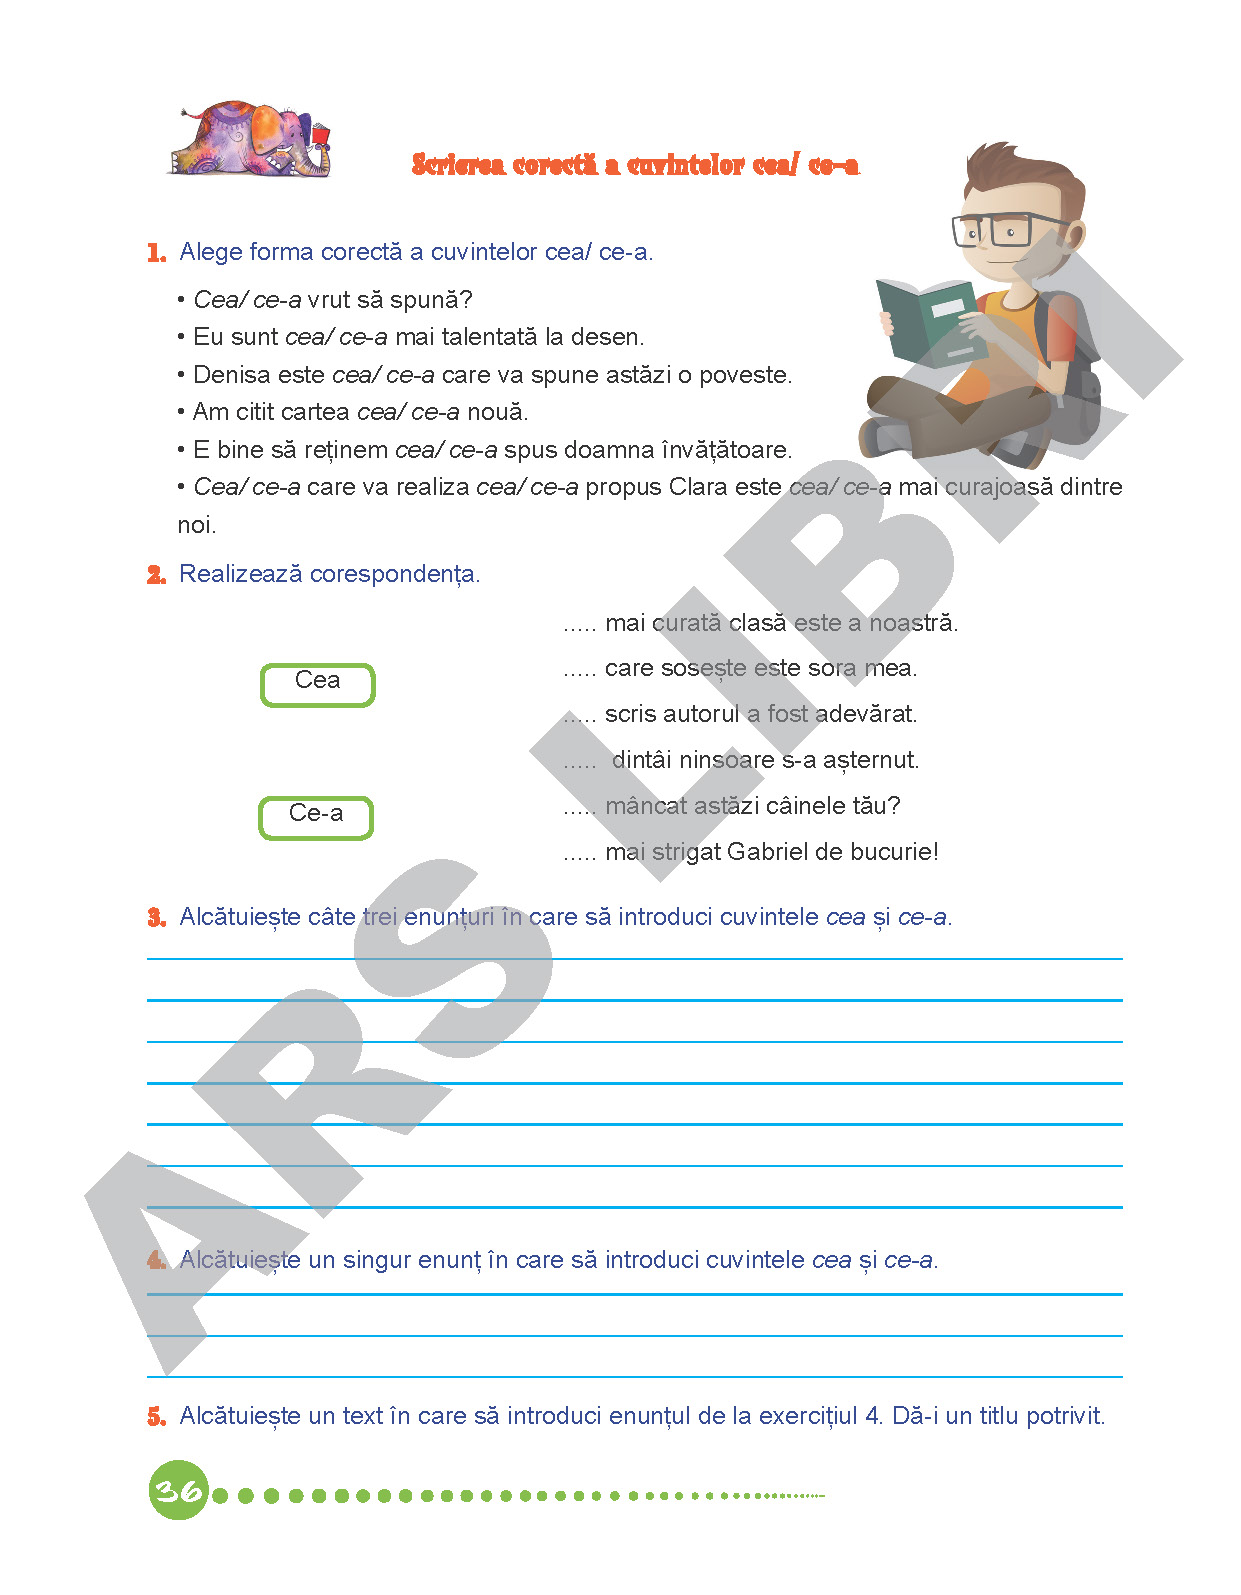 Scrierea corectă a cuvintelor cea/ ce-a
1. Alege forma corectă a cuvintelor cea/ ce-a.
• Cea/ ce-a vrut să spună?
• Eu sunt cea/ ce-a mai talentată la desen.
• Denisa este cea/ ce-a care va spune astăzi o poveste.
• Am citit cartea cea/ ce-a nouă.
• E bine să reținem cea/ ce-a spus doamna învățătoare.
• Cea/ ce-a care va realiza cea/ ce-a propus Clara este cea/ ce-a mai curajoasă dintre
noi.
2. Realizează corespondența.
..... mai curată clasă este a noastră.
..... care sosește este sora mea.
Cea
..... scris autorul a fost adevărat.
..... dintâi ninsoare s-a așternut.
..... mâncat astăzi câinele tău?
Ce-a
..... mai strigat Gabriel de bucurie!
3. Alcătuiește câte trei enunțuri în care să introduci cuvintele cea și ce-a.
4. Alcătuiește un singur enunț în care să introduci cuvintele cea și ce-a.
5. Alcătuiește un text în care să introduci enunțul de la exercițiul 4. Dă-i un titlu potrivit.
36
ARS LIBRI